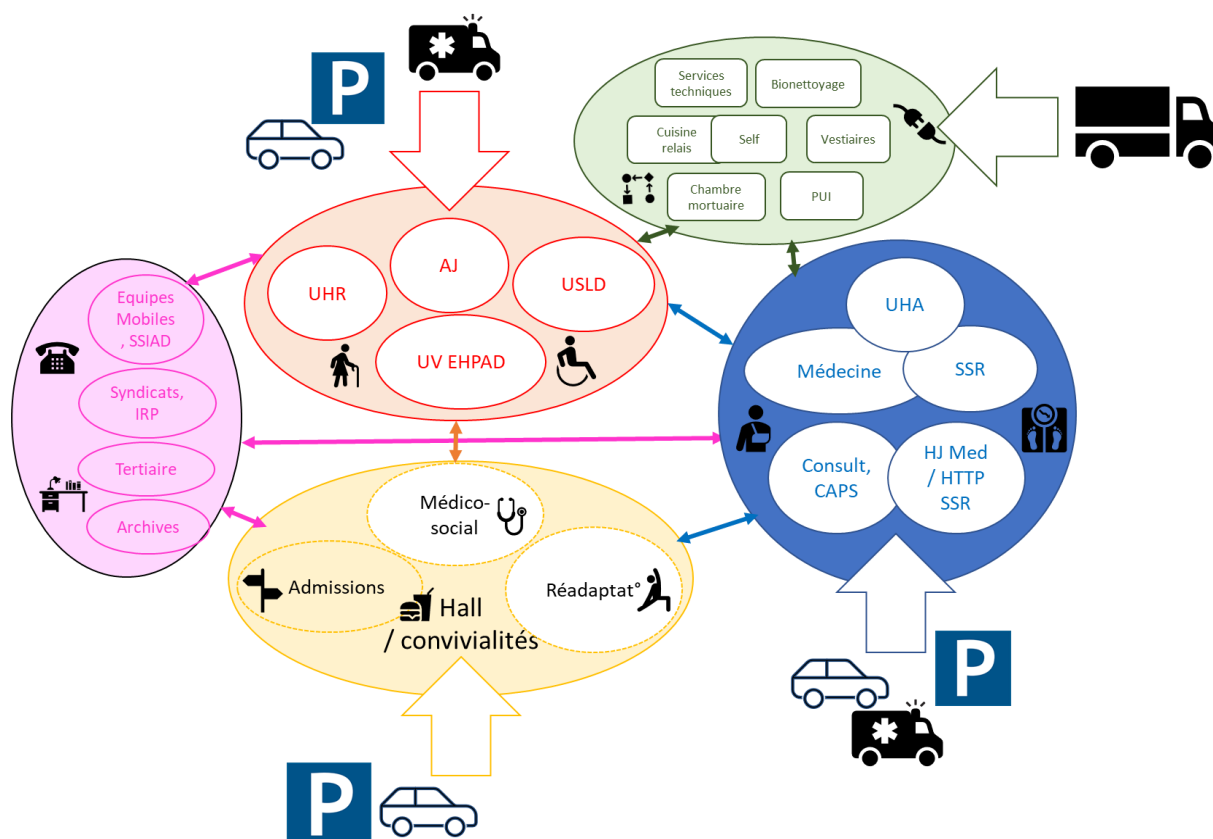 P
Services
techniques
Bionettoyage
Cuisine
relais
Self
Vestiaires
Chambre
mortuaire
PUI
UHR
AJ
USLD
UV EHPAD
Equipes
Mobiles
, SSIAD
Syndicats,
IRP
Tertiaire
Archives
UHA
Médecine
SSR
Consult,
CAPS
HJ Med
/ HTTP
SSR
Médico-
social
Admissions
Réadaptat°
Hall
/ convivialités
P
P